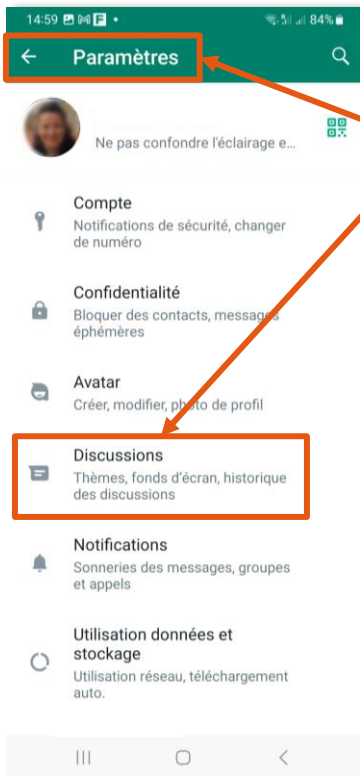 14:59 84%
Paramètres
Ne pas confondre l'éclairage e...
Compte
Notifications de sécurité, changer
de numéro
Confidentialité
Bloquer des contacts, messages
éphémères
Avatar
Créer, modifier, photo de profil
Discussions
Thèmes, fonds d'écran, historique
des discussions
Notifications
Sonneries des messages, groupes
et appels
Utilisation données et
stockage
Utilisation réseau, téléchargement
auto.